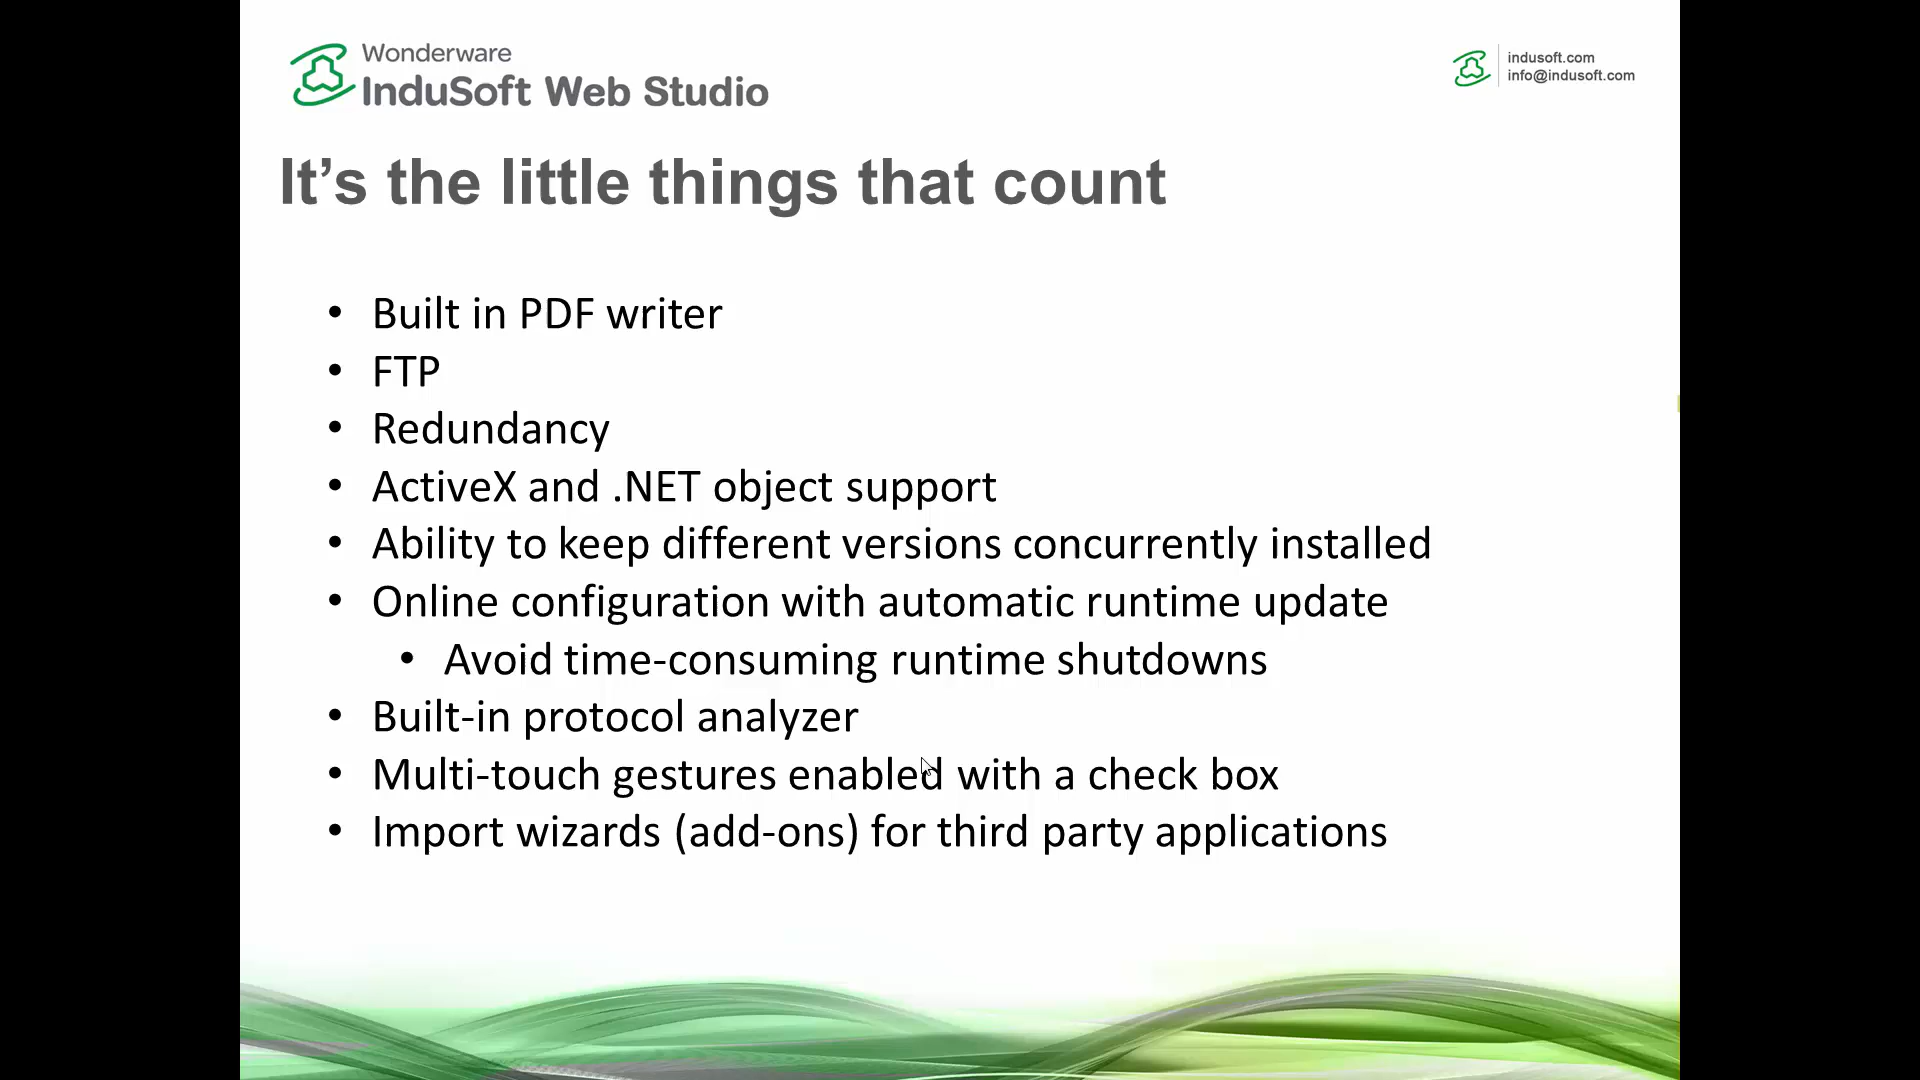 Wonderware
InduSoft Web Studio
indusoft.com
info@indusoft.com
It’s the little things that count
• Built in PDF writer
• FTP
• Redundancy
• ActiveX and .NET object support
• Ability to keep different versions concurrently installed
• Online configuration with automatic runtime update
• Avoid time-consuming runtime shutdowns
• Built-in protocol analyzer
• Multi-touch gestures enabled with a check box
• Import wizards (add-ons) for third party applications